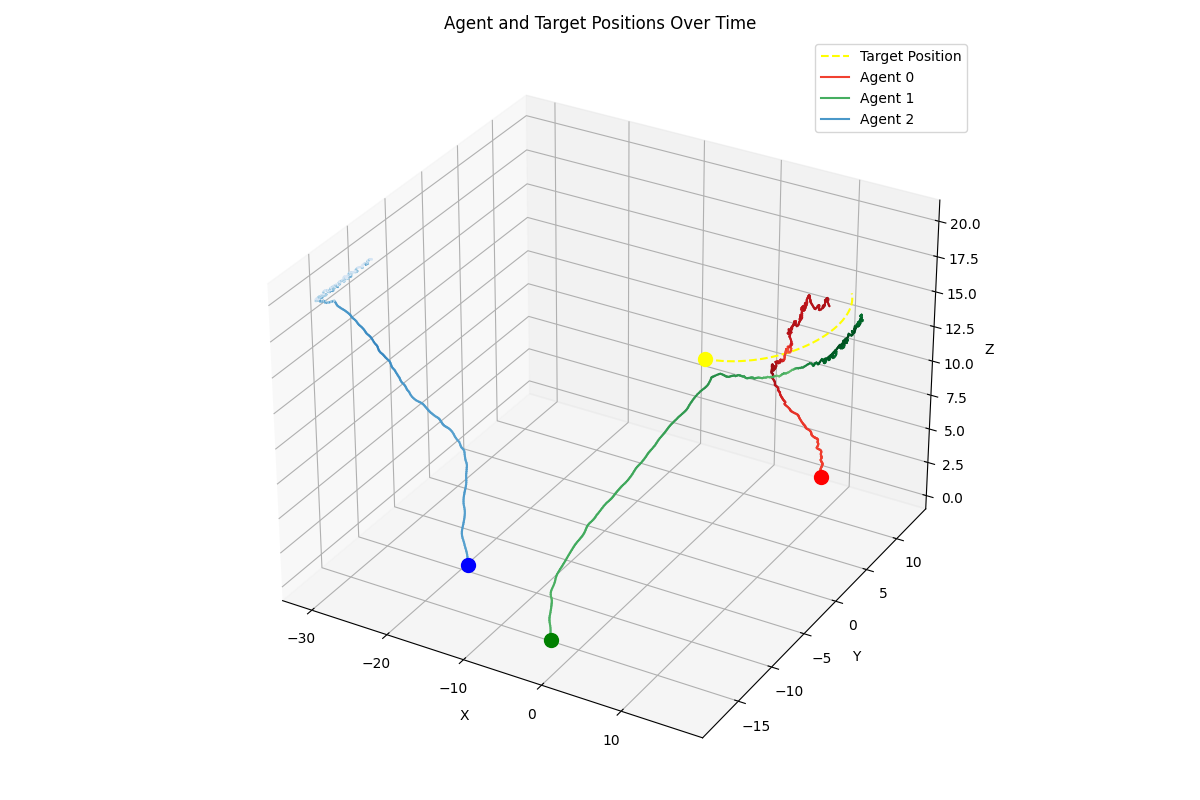 Agent and Target Positions Over Time
Target Position
Agent 0
Agent 1
Agent 2
20.0
17.5
15.0
12.5
10.0
7.5
5.0
2.5
0.0
Z
10
5
0
−5
−10
−15
Y
−30
−20
−10
0
10
X